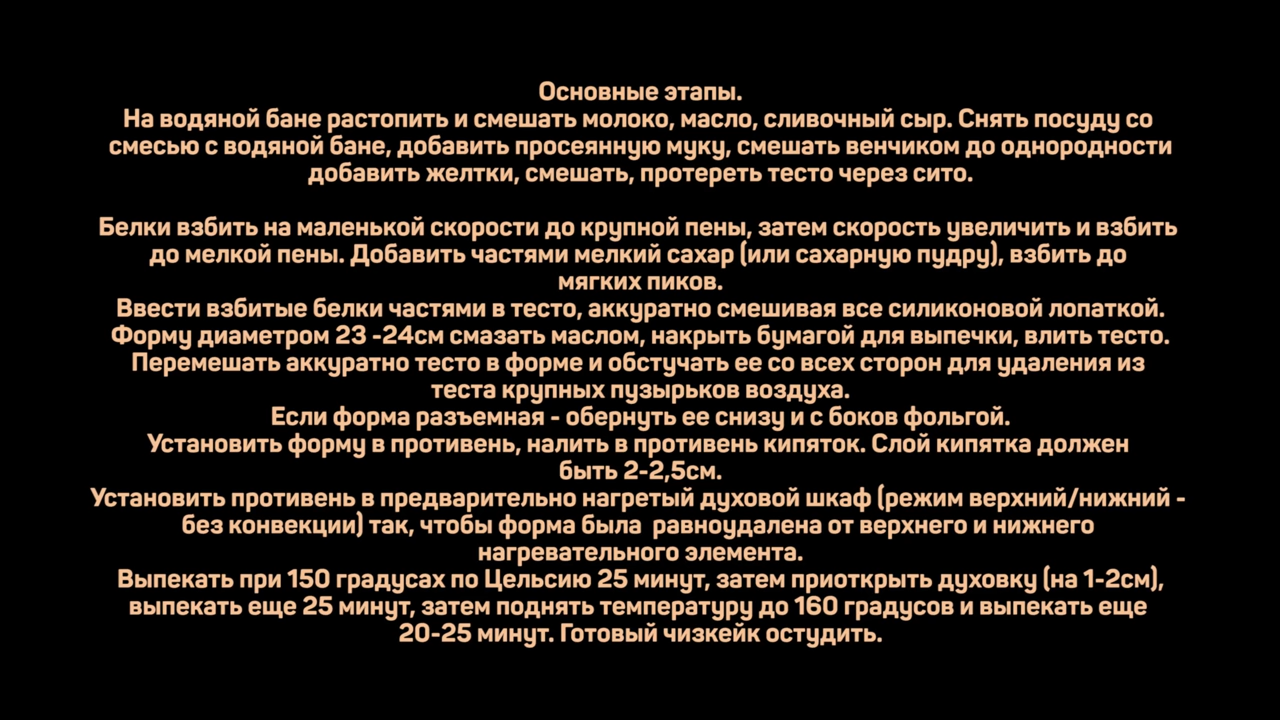 Основные этапы.
На водяной бане растопить и смешать молоко, масло, сливочный сыр. Снять посуду со
смесью с водяной бане, добавить просеянную муку, смешать венчиком до однородности
добавить желтки, смешать, протереть тесто через сито.
Белки взбить на маленькой скорости до крупной пены, затем скорость увеличить и взбить
до мелкой пены. Добавить частями мелкий сахар (или сахарную пудру), взбить до
мягких пиков.
Ввести взбитые белки частями в тесто, аккуратно смешивая все силиконовой лопаткой.
Форму диаметром 23 -24см смазать маслом, накрыть бумагой для выпечки, влить тесто.
Перемешать аккуратно тесто в форме и обстучать ее со всех сторон для удаления из
теста крупных пузырьков воздуха.
Если форма разъемная - обернуть ее снизу и с боков фольгой.
Установить форму в противень, налить в противень кипяток. Слой кипятка должен
быть 2-2,5см.
Установить противень в предварительно нагретый духовой шкаф (режим верхний/нижний -
без конвекции) так, чтобы форма была  равноудалена от верхнего и нижнего
нагревательного элемента.
Выпекать при 150 градусах по Цельсию 25 минут, затем приоткрыть духовку (на 1-2см),
выпекать еще 25 минут, затем поднять температуру до 160 градусов и выпекать еще
20-25 минут. Готовый чизкейк остудить.